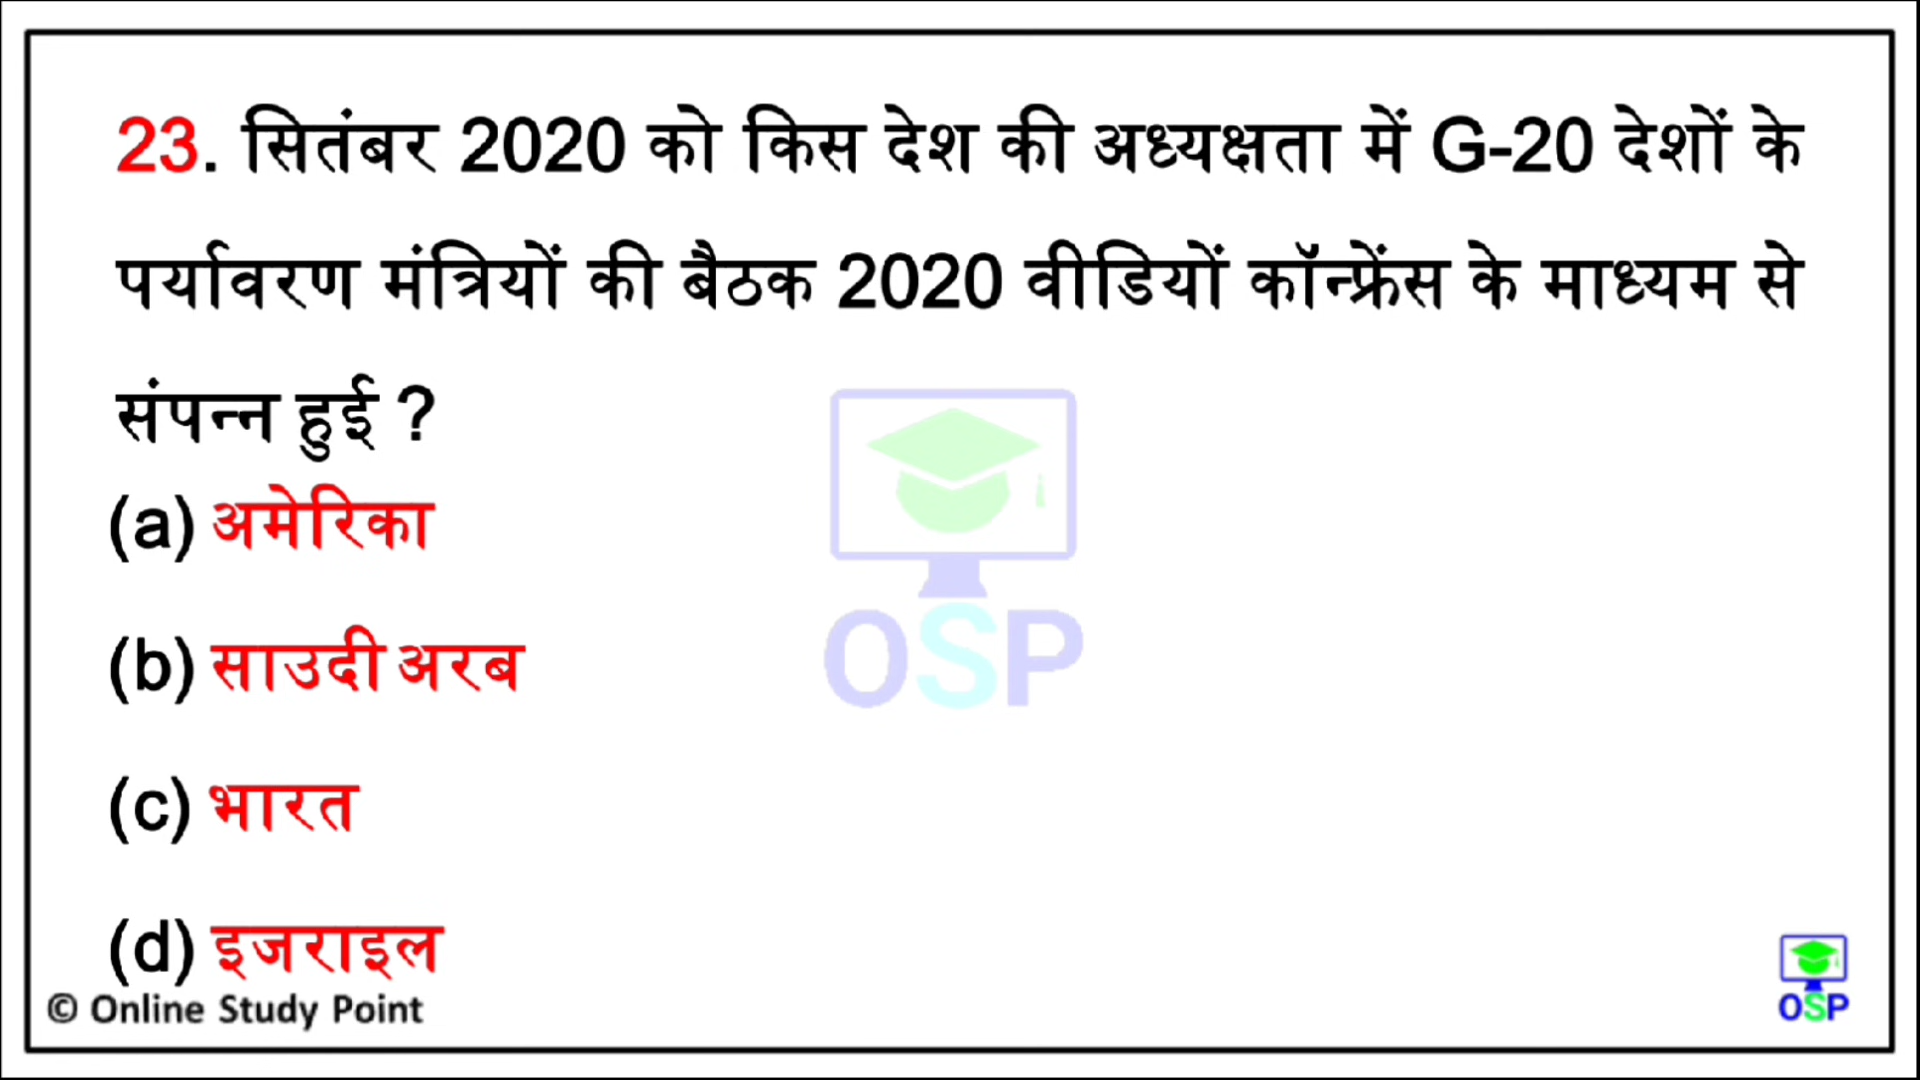 23. सितंबर 2020 को किस देश की अध्यक्षता में G-20 देशों के
पर्यावरण मंत्रियों की बैठक 2020 वीडियों कॉन्फ्रेंस के माध्यम से
संपन्न हुई ?
(a) अमेरिका
OSP
(b) साउदी अरब
(c) भारत
(d) इजराइल
© Online Study Point
OSP